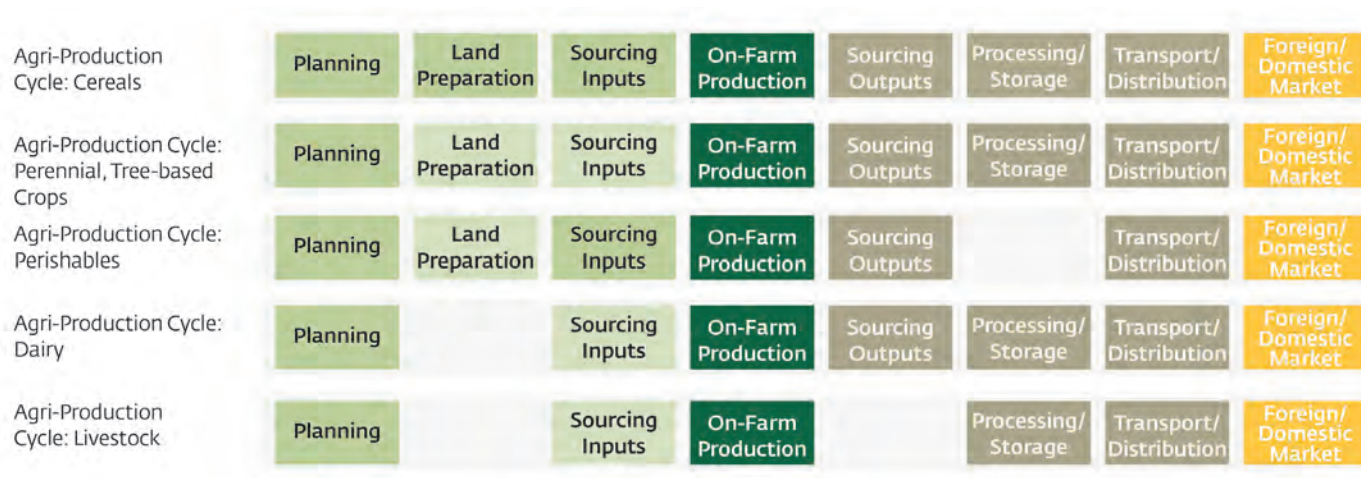 Agri-Production
Cycle: Cereals
Planning
Land
Preparation
Sourcing
Inputs
On-Farm
Production
Sourcing
Outputs
Processing/
Storage
Transport/
Distribution
Foreign/
Domestic
Market
Agri-Production Cycle:
Perennial, Tree-based
Crops
Planning
Land
Preparation
Sourcing
Inputs
On-Farm
Production
Sourcing
Outputs
Processing/
Storage
Transport/
Distribution
Foreign/
Domestic
Market
Agri-Production Cycle:
Perishables
Planning
Land
Preparation
Sourcing
Inputs
On-Farm
Production
Sourcing
Outputs
Transport/
Distribution
Foreign/
Domestic
Market
Agri-Production Cycle:
Dairy
Planning
Sourcing
Inputs
On-Farm
Production
Sourcing
Outputs
Processing/
Storage
Transport/
Distribution
Foreign/
Domestic
Market
Agri-Production
Cycle: Livestock
Planning
Sourcing
Inputs
On-Farm
Production
Processing/
Storage
Transport/
Distribution
Foreign/
Domestic
Market